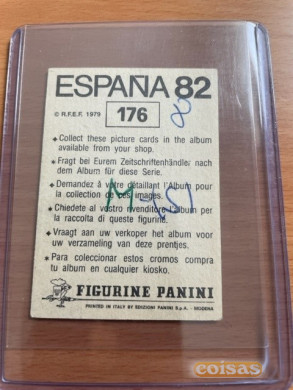 ESPAÑA 82
© R.F.E.F. 1979
176
8
Collect these picture cards in the album
available from your shop.
Fragt bei Eurem Zeitschriftenhändler nach
dem Album für diese Serie.
Demandez à votre détaillant l'Album pour
la collection de ces images.
Chiedete al vostro rivenditore l'album per
la raccolta di queste figurine.
Vraagt aan uw verkoper het album voor
uw verzameling van deze prentjes.
Para coleccionar estos cromos compra
tu album en cualquier kiosko.
FIGURINE PANINI
PRINTED IN ITALY BY EDIZIONI PANINI S.p.A. - MODENA
coisas